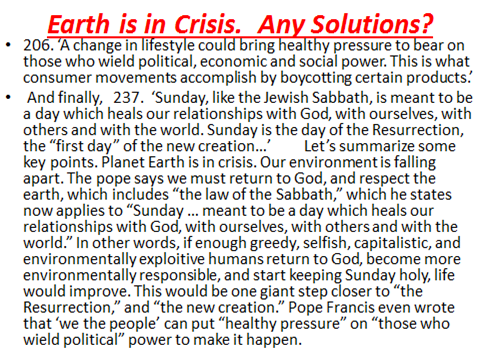 Earth is in Crisis.  Any Solutions?
• 206. ‘A change in lifestyle could bring healthy pressure to bear on
those who wield political, economic and social power. This is what
consumer movements accomplish by boycotting certain products.’
• And finally,  237.  ‘Sunday, like the Jewish Sabbath, is meant to be
a day which heals our relationships with God, with ourselves, with
others and with the world. Sunday is the day of the Resurrection,
the “first day” of the new creation…’        Let’s summarize some
key points. Planet Earth is in crisis. Our environment is falling
apart. The pope says we must return to God, and respect the
earth, which includes “the law of the Sabbath,” which he states
now applies to “Sunday … meant to be a day which heals our
relationships with God, with ourselves, with others and with the
world.” In other words, if enough greedy, selfish, capitalistic, and
environmentally exploitive humans return to God, become more
environmentally responsible, and start keeping Sunday holy, life
would improve. This would be one giant step closer to “the
Resurrection,” and “the new creation.” Pope Francis even wrote
that ‘we the people’ can put “healthy pressure” on “those who
wield political” power to make it happen.